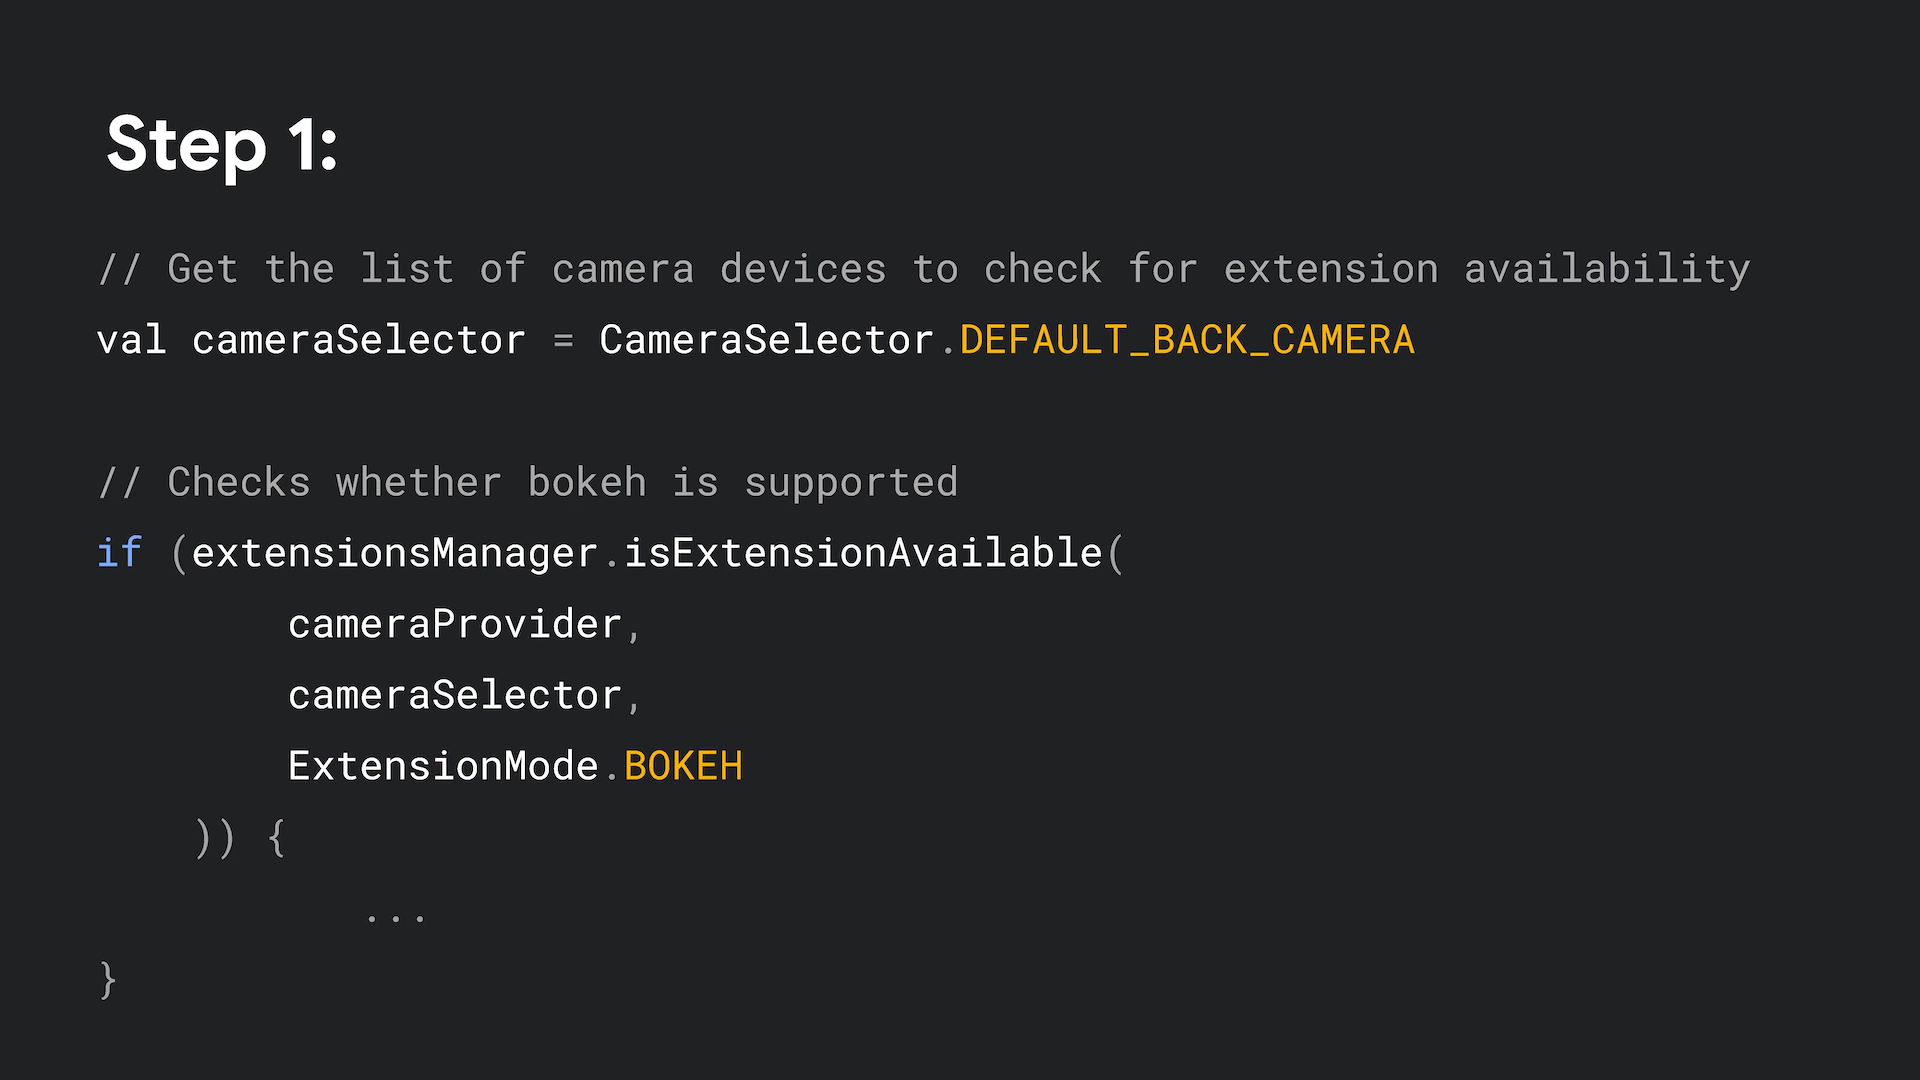 Step 1:
// Get the list of camera devices to check for extension availability
val cameraSelector = CameraSelector.DEFAULT_BACK_CAMERA
// Checks whether bokeh is supported
if (extensionsManager.isExtensionAvailable(
cameraProvider,
cameraSelector,
ExtensionMode.BOKEH
)) {
...
}